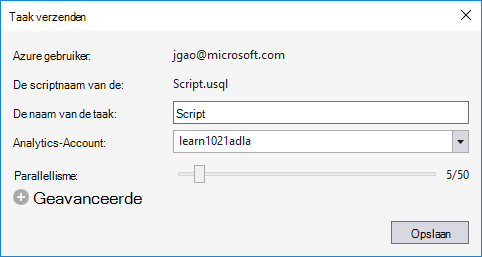 Taak verzenden
Azure gebruiker: jgao@microsoft.com
De scriptnaam van de: Script.usql
De naam van de taak: Script
Analytics-Account: learn1021adla
Parallellisme: 5/50
Geavanceerde
Opslaan